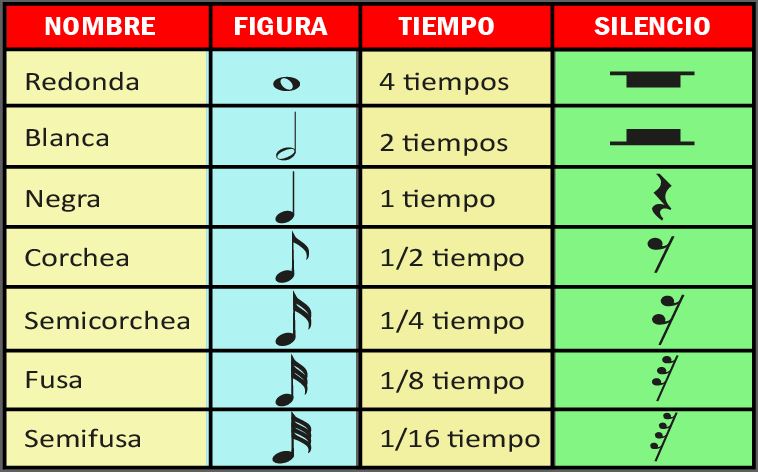 NOMBRE FIGURA TIEMPO SILENCIO
Redonda 4 tiempos
Blanca 2 tiempos
Negra 1 tiempo
Corchea 1/2 tiempo
Semicorchea 1/4 tiempo
Fusa 1/8 tiempo
Semifusa 1/16 tiempo